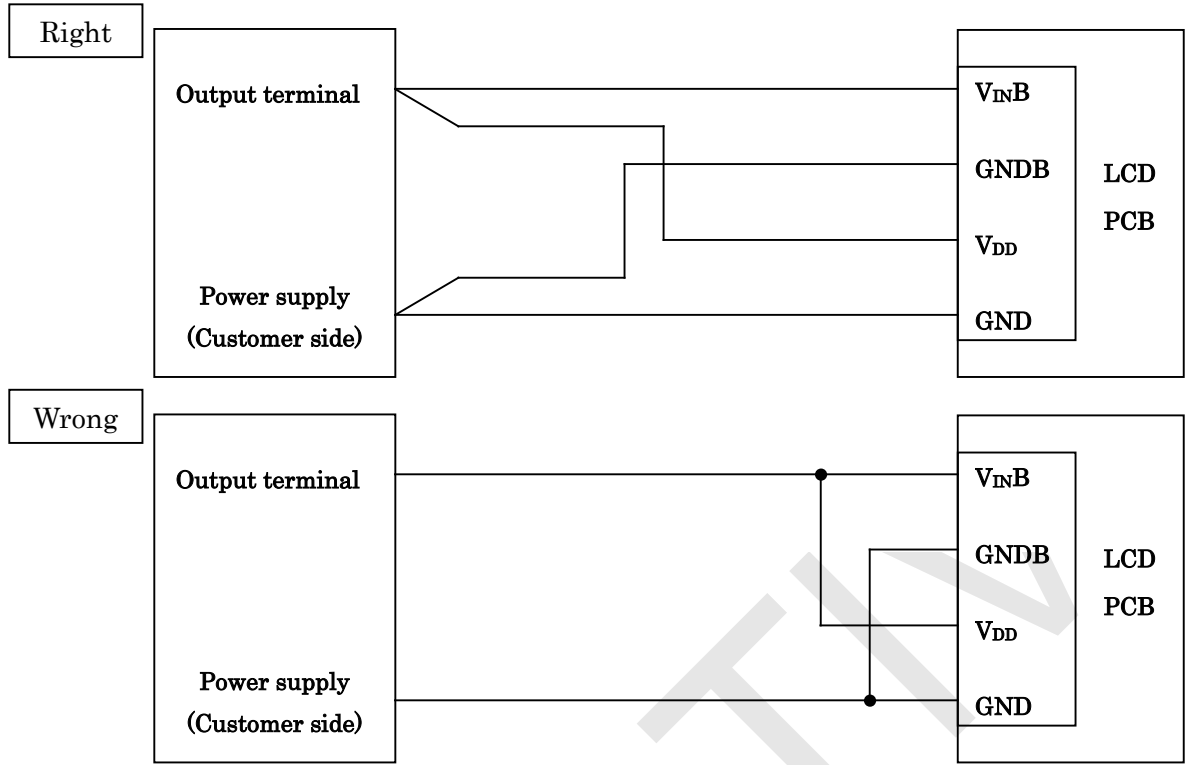 Right
Output terminal
Power supply
(Customer side)
VINB
GNDB
VDD
GND
LCD
PCB
Wrong
Output terminal
Power supply
(Customer side)
VINB
GNDB
VDD
GND
LCD
PCB